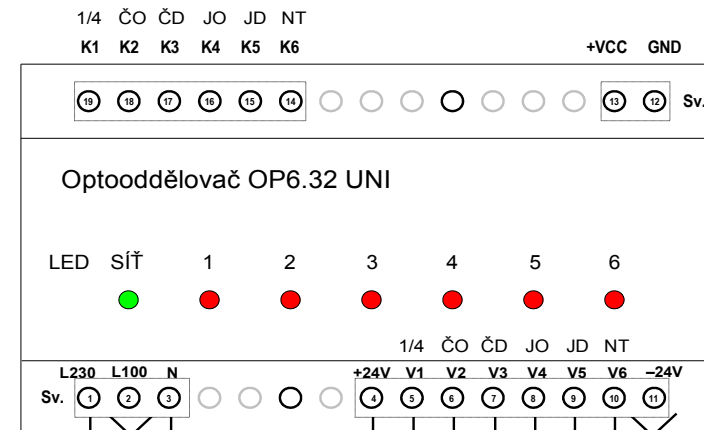 1/4 ČO ČD JO JD NT
K1 K2 K3 K4 K5 K6 +VCC GND
19 18 17 16 15 14 13 12 Sv.
Optooddělovač OP6.32 UNI
LED SÍŤ 1 2 3 4 5 6
1/4 ČO ČD JO JD NT
L230 L100 N +24V V1 V2 V3 V4 V5 V6 –24V
Sv. 1 2 3 4 5 6 7 8 9 10 11